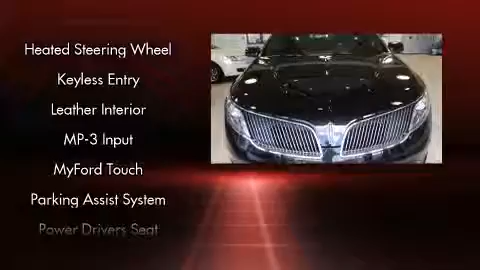 Heated Steering Wheel
Keyless Entry
Leather Interior
MP-3 Input
MyFord Touch
Parking Assist System
Power Drivers Seat